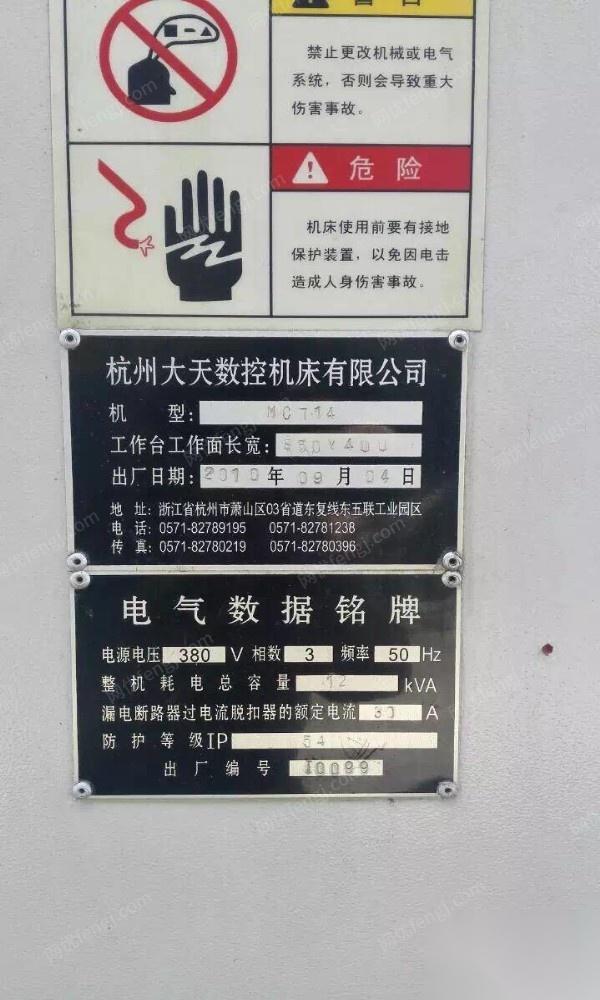 警告
禁止更改机械或电气
系统，否则会导致重大
伤害事故。
危险
机床使用前要有接地
保护装置，以免因电击
造成人身伤害事故。
杭州大天数控机床有限公司
机 型: MC714
工作台工作面长宽:
出厂日期: 2010年 09月 04日
地 址: 浙江省杭州市萧山区03省道东复线东五联工业园区
电 话: 0571-82789195 0571-82781238
传 真: 0571-82780219 0571-82780396
电气数据铭牌
电源电压 380 V 相数 3 频率 50 Hz
整机耗电总容量 12 kVA
漏电断路器过电流脱扣器的额定电流 A
防护等级IP 54
出厂编号